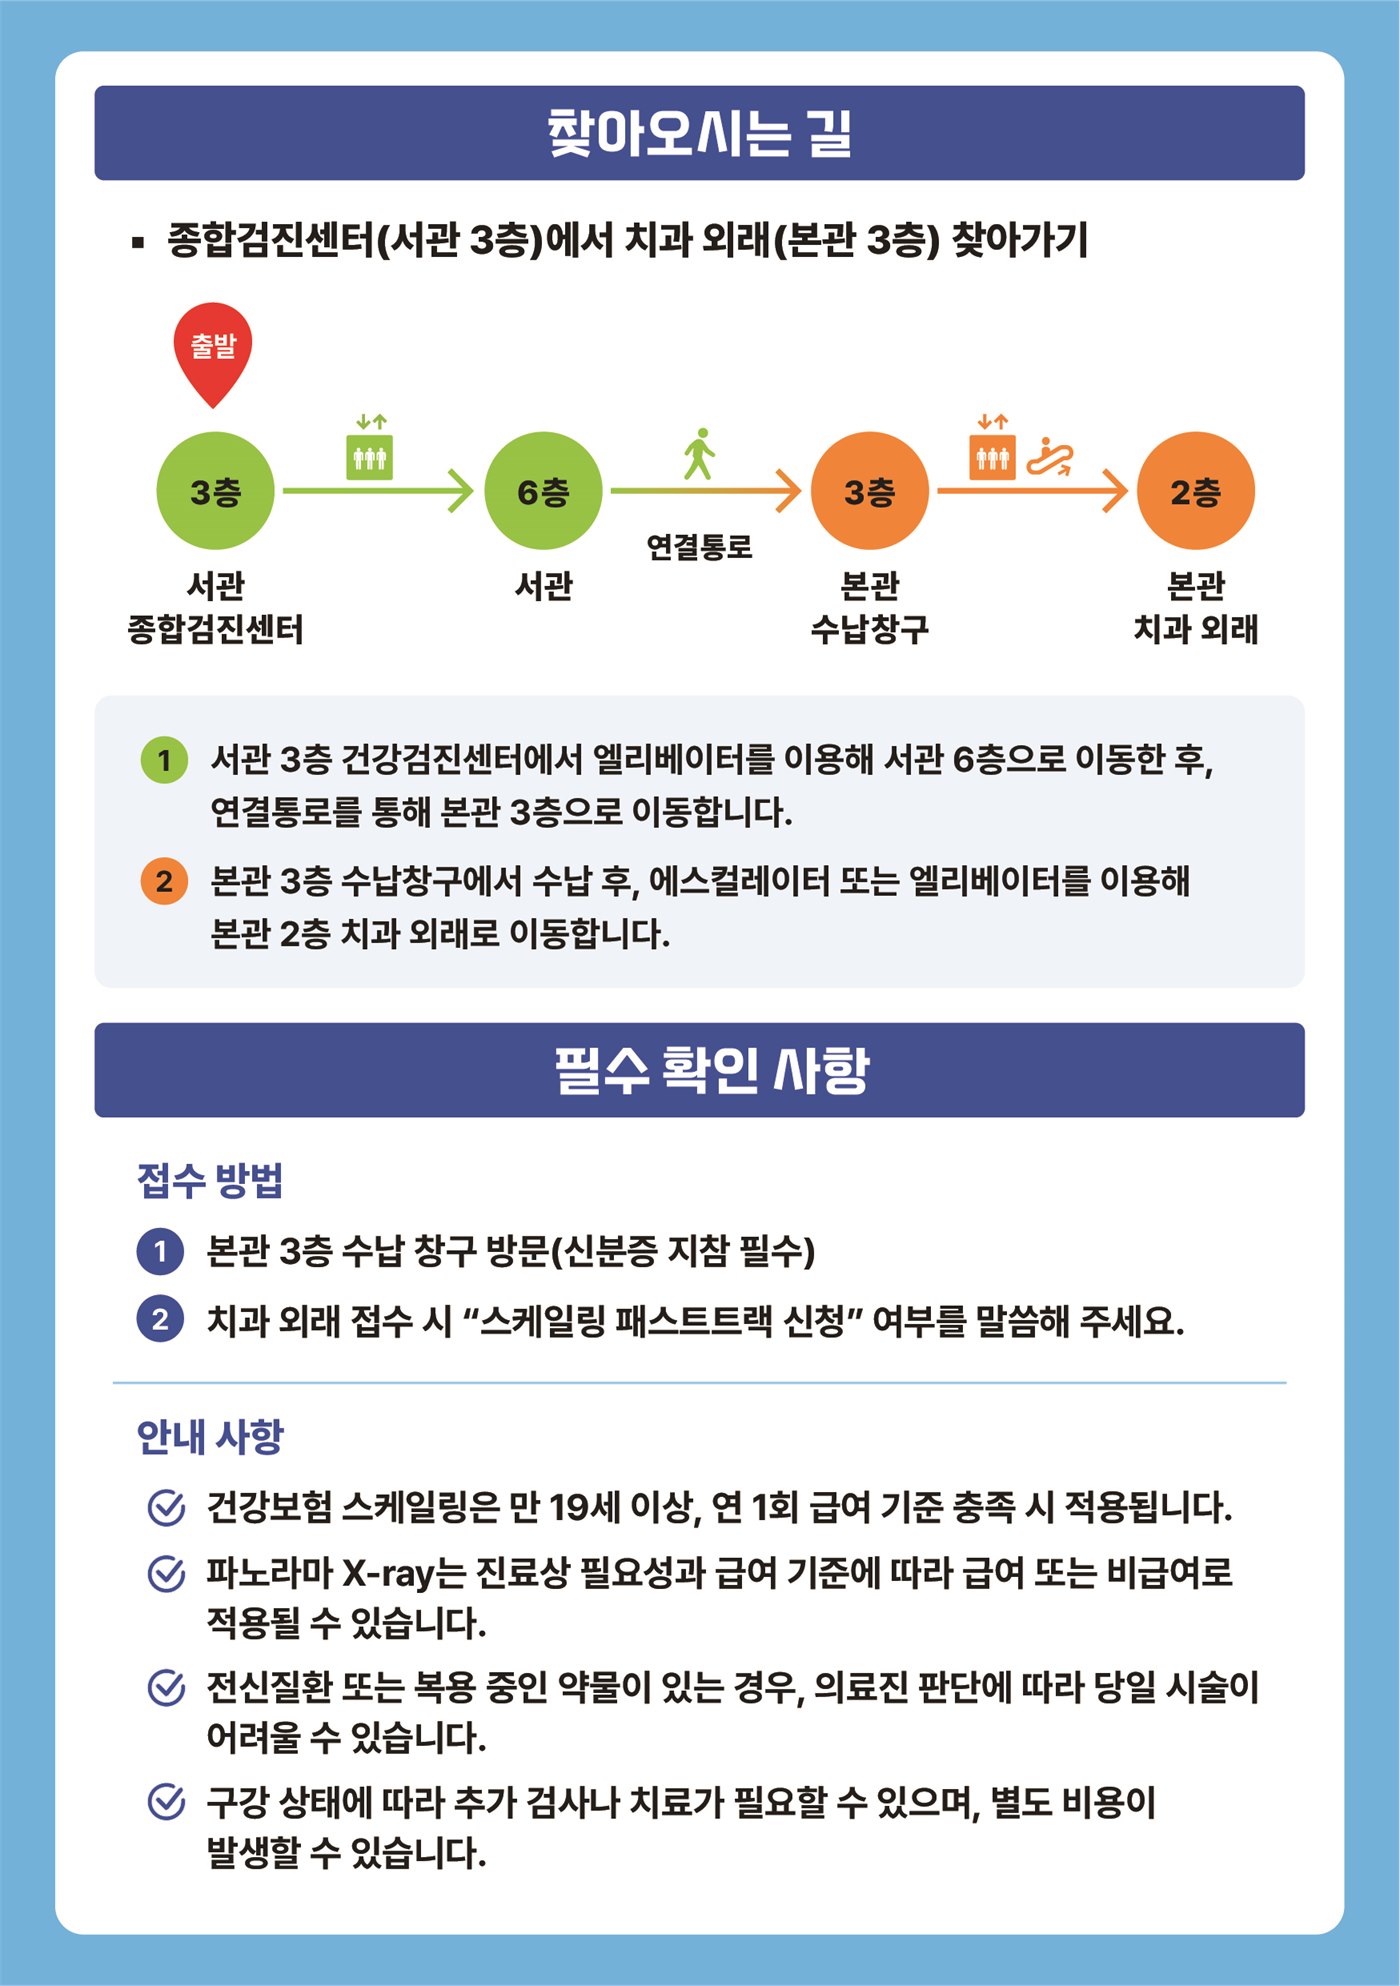 찾아오시는 길
▪ 종합검진센터(서관 3층)에서 치과 외래(본관 3층) 찾아가기
출발
3층
6층
3층
2층
연결통로
서관
종합검진센터
서관
본관
수납창구
본관
치과 외래
1 서관 3층 건강검진센터에서 엘리베이터를 이용해 서관 6층으로 이동한 후,
연결통로를 통해 본관 3층으로 이동합니다.
2 본관 3층 수납창구에서 수납 후, 에스컬레이터 또는 엘리베이터를 이용해
본관 2층 치과 외래로 이동합니다.
필수 확인 사항
접수 방법
1 본관 3층 수납 창구 방문(신분증 지참 필수)
2 치과 외래 접수 시 “스케일링 패스트트랙 신청” 여부를 말씀해 주세요.
안내 사항
건강보험 스케일링은 만 19세 이상, 연 1회 급여 기준 충족 시 적용됩니다.
파노라마 X-ray는 진료상 필요성과 급여 기준에 따라 급여 또는 비급여로
적용될 수 있습니다.
전신질환 또는 복용 중인 약물이 있는 경우, 의료진 판단에 따라 당일 시술이
어려울 수 있습니다.
구강 상태에 따라 추가 검사나 치료가 필요할 수 있으며, 별도 비용이
발생할 수 있습니다.